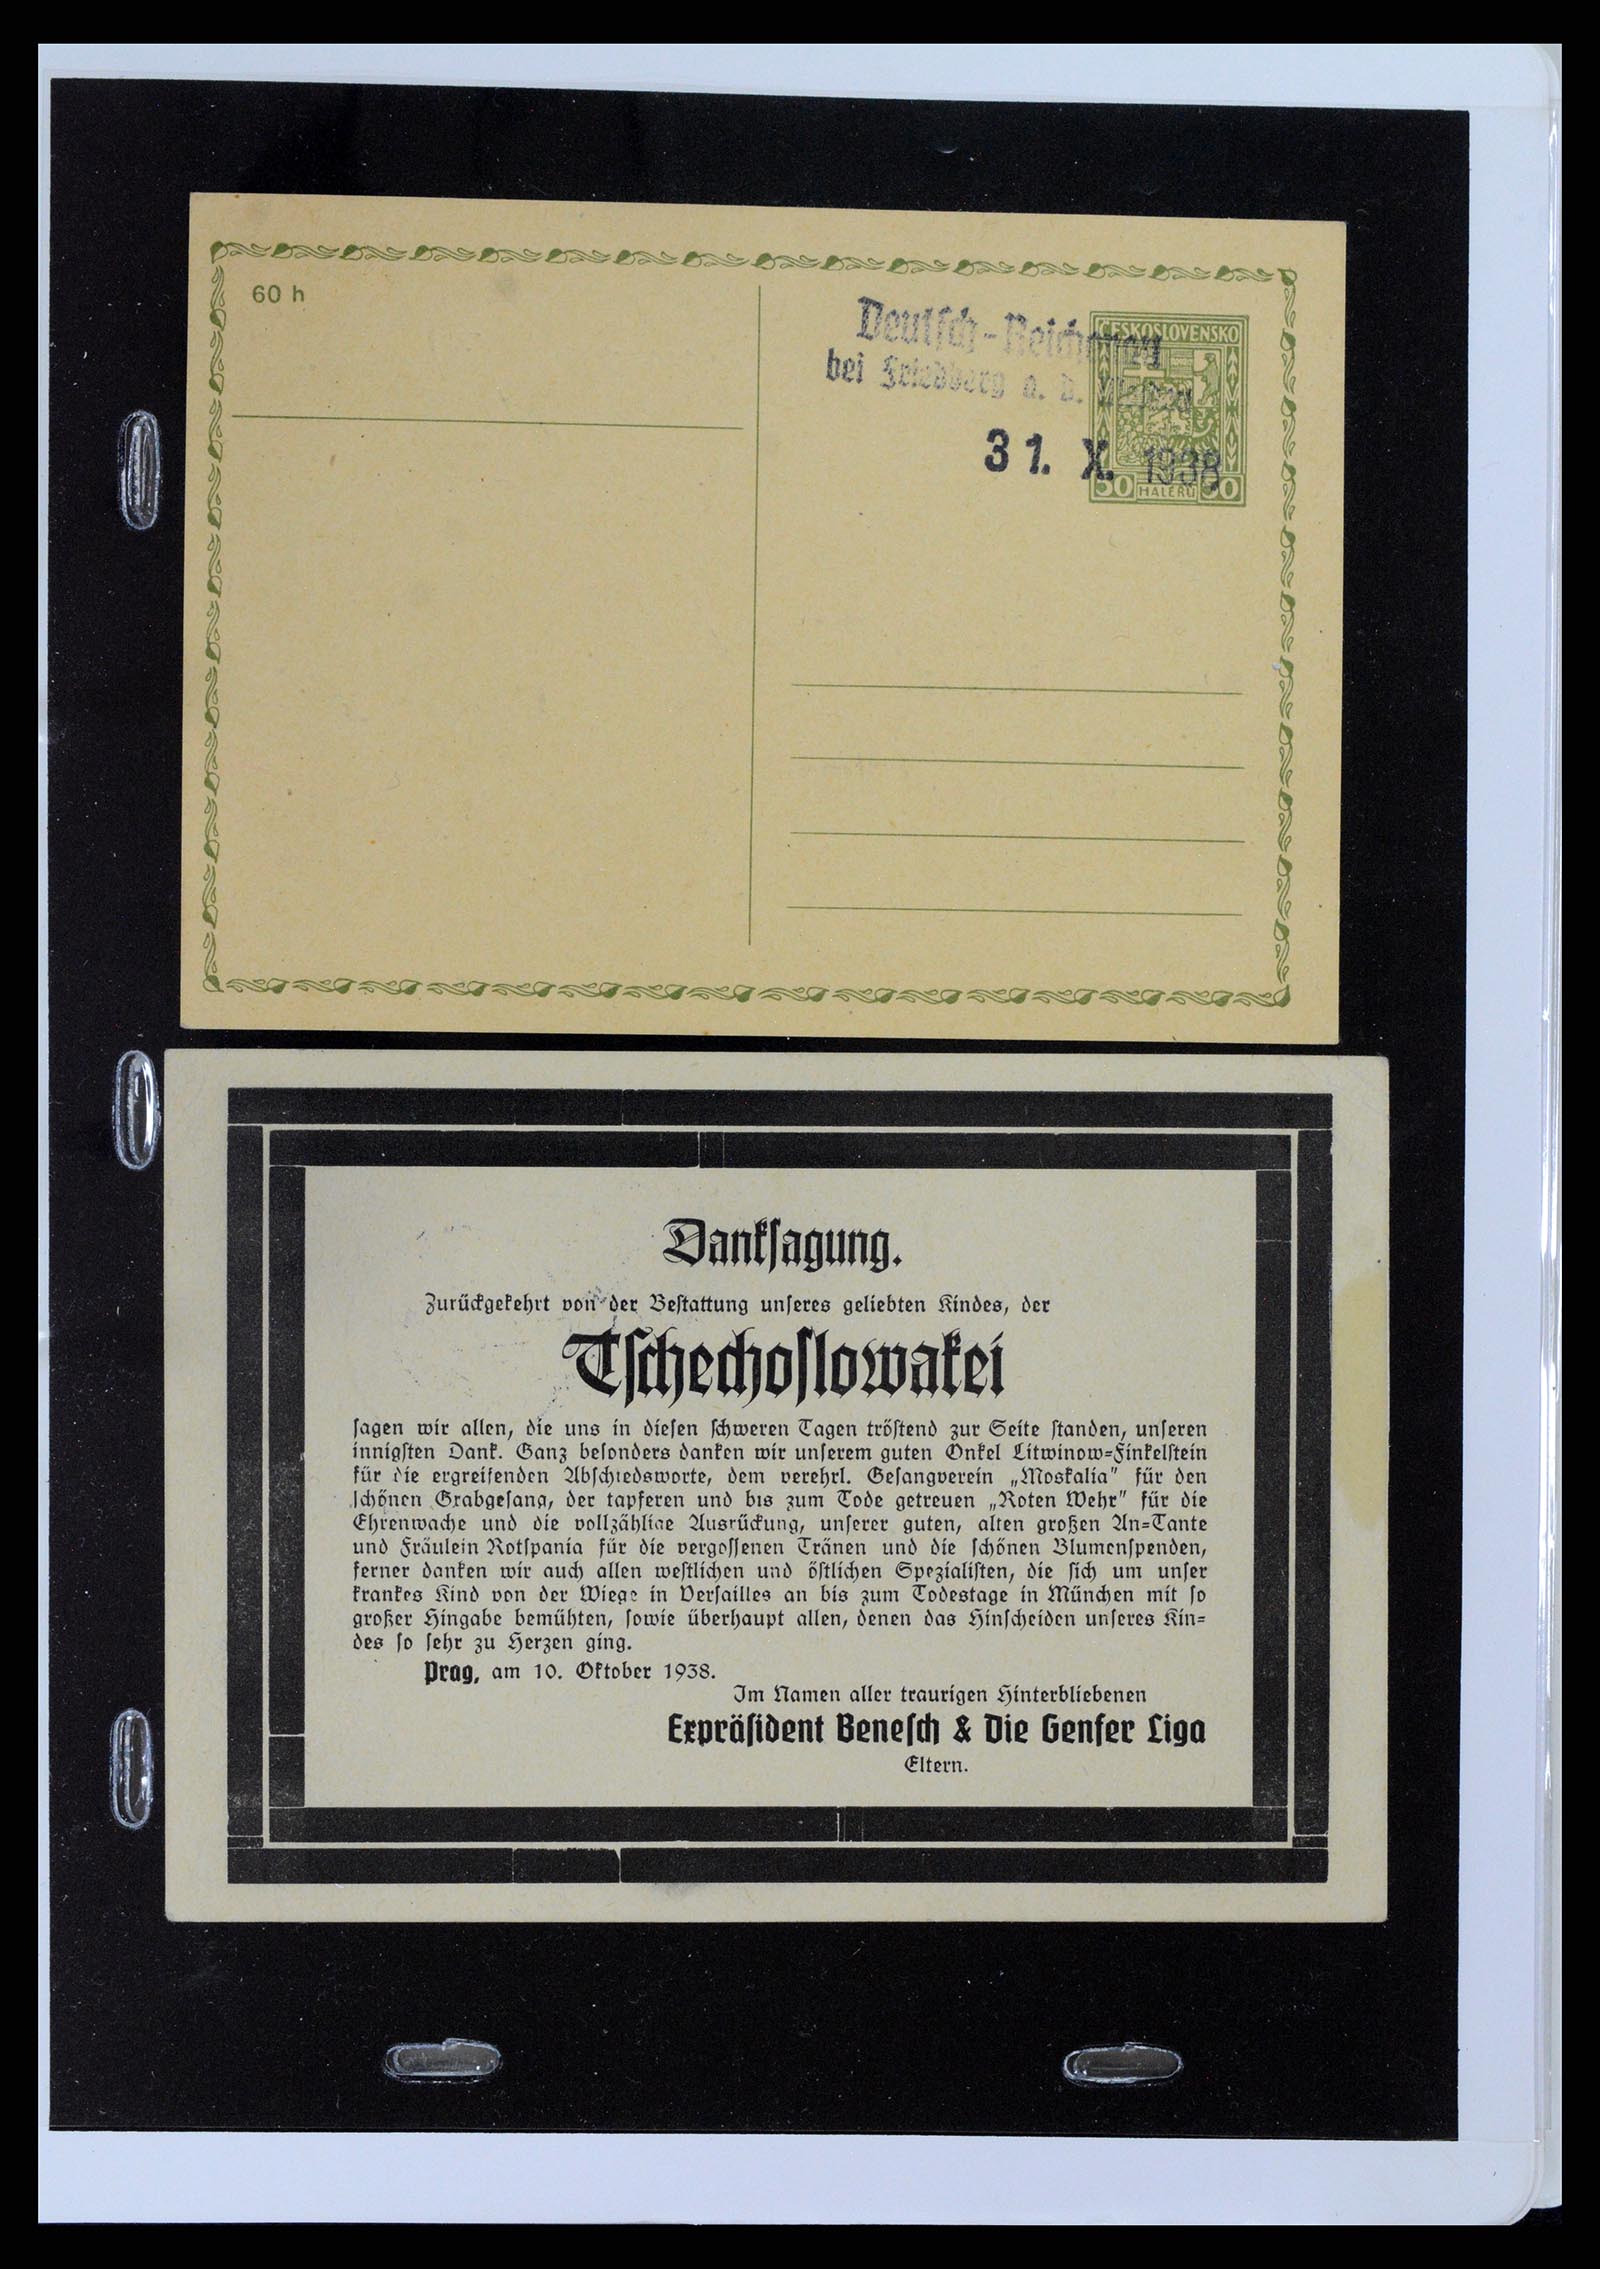 60 h
Deutsch-Reichenau
bei Friedberg a. d.
ČESKOSLOVENSKO
31. X. 1938
50 HALÉŘŮ 50
Danksagung.
Zurückgekehrt von der Bestattung unseres geliebten Kindes, der
Tschechoslowakei
sagen wir allen, die uns in diesen schweren Tagen tröstend zur Seite standen, unseren
innigsten Dank. Ganz besonders danken wir unserem guten Onkel Litwinow=Finkelstein
für die ergreifenden Abschiedsworte, dem verehrl. Gesangverein „Moskalia" für den
schönen Grabgesang, der tapferen und bis zum Tode getreuen „Roten Wehr" für die
Ehrenwache und die vollzählige Ausrückung, unserer guten, alten großen An=Tante
und Fräulein Rotspania für die vergossenen Tränen und die schönen Blumenspenden,
ferner danken wir auch allen westlichen und östlichen Spezialisten, die sich um unser
krankes Kind von der Wiege in Versailles an bis zum Todestage in München mit so
großer Hingabe bemühten, sowie überhaupt allen, denen das Hinscheiden unseres Kin=
des so sehr zu Herzen ging.
Prag, am 10. Oktober 1938.
Im Namen aller traurigen Hinterbliebenen
Expräsident Benesch & Die Genfer Liga
Eltern.